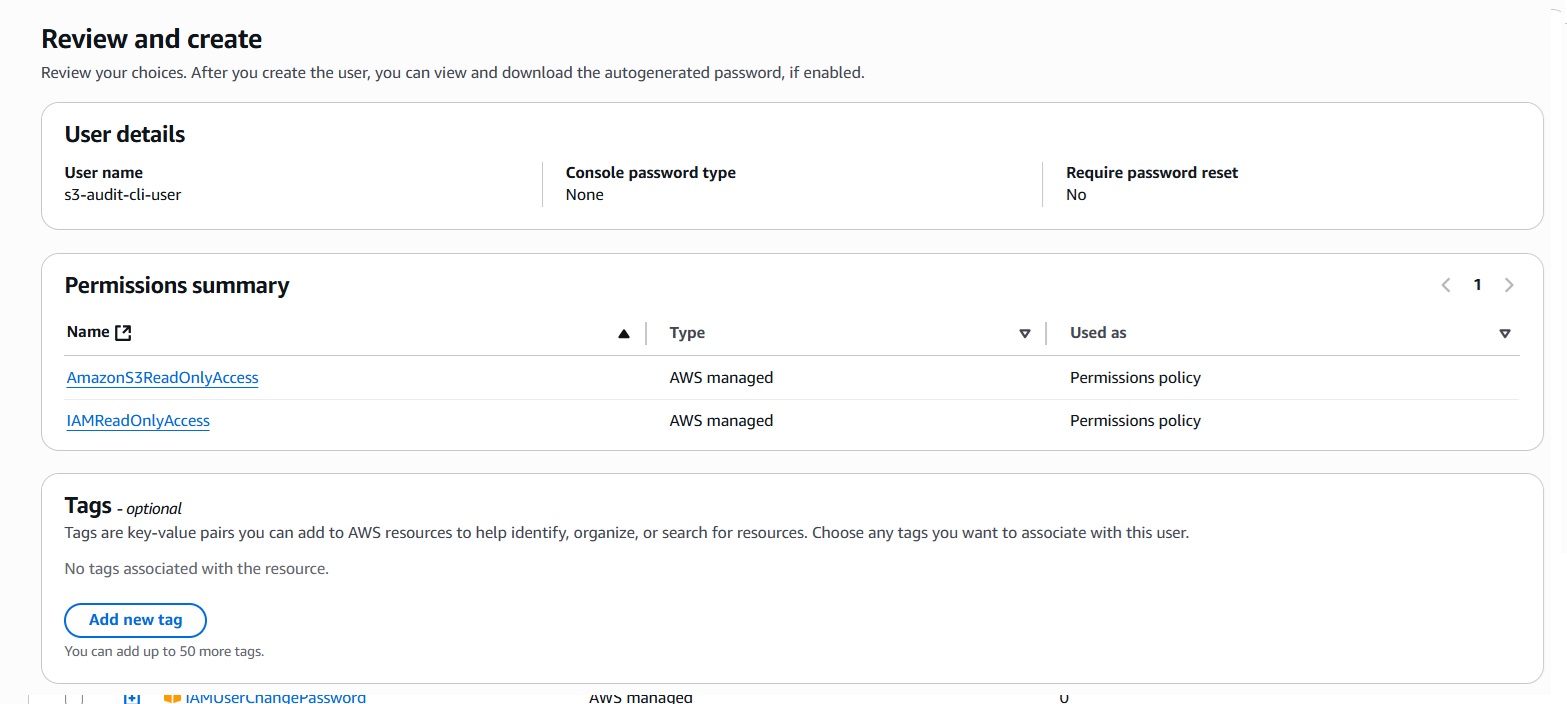 Review and create
Review your choices. After you create the user, you can view and download the autogenerated password, if enabled.
User details
User name
s3-audit-cli-user
Console password type
None
Require password reset
No
Permissions summary
1
Name Type Used as
AmazonS3ReadOnlyAccess AWS managed Permissions policy
IAMReadOnlyAccess AWS managed Permissions policy
Tags - optional
Tags are key-value pairs you can add to AWS resources to help identify, organize, or search for resources. Choose any tags you want to associate with this user.
No tags associated with the resource.
Add new tag
You can add up to 50 more tags.
IAMUserChangePassword AWS managed 0